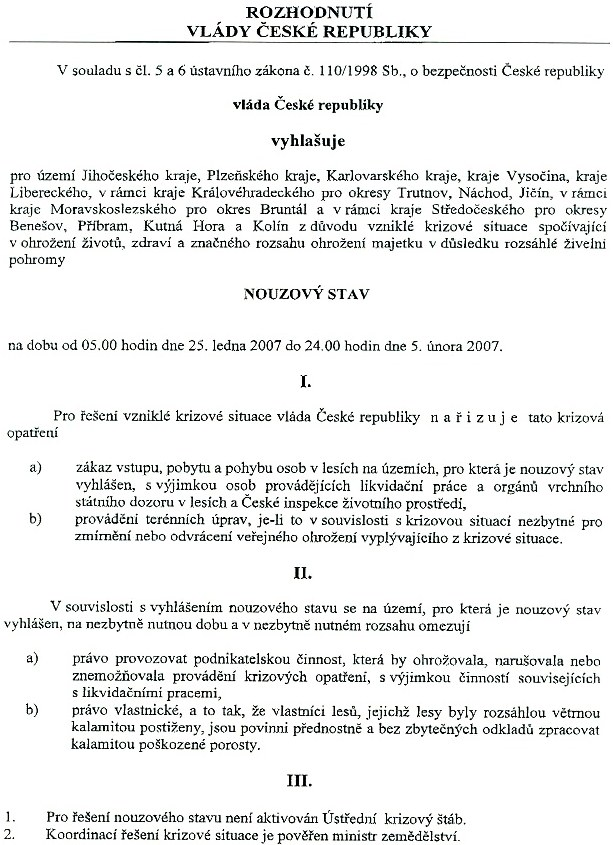 ROZHODNUTÍ
VLÁDY ČESKÉ REPUBLIKY
V souladu s čl. 5 a 6 ústavního zákona č. 110/1998 Sb., o bezpečnosti České republiky
vláda České republiky
vyhlašuje
pro území Jihočeského kraje, Plzeňského kraje, Karlovarského kraje, kraje Vysočina, kraje
Libereckého, v rámci kraje Královéhradeckého pro okresy Trutnov, Náchod, Jičín, v rámci
kraje Moravskoslezského pro okres Bruntál a v rámci kraje Středočeského pro okresy
Benešov, Příbram, Kutná Hora a Kolín z důvodu vzniklé krizové situace spočívající
v ohrožení životů, zdraví a značného rozsahu ohrožení majetku v důsledku rozsáhlé živelní
pohromy
NOUZOVÝ STAV
na dobu od 05.00 hodin dne 25. ledna 2007 do 24.00 hodin dne 5. února 2007.
I.
Pro řešení vzniklé krizové situace vláda České republiky n a ř i z u j e tato krizová
opatření
a) zákaz vstupu, pobytu a pohybu osob v lesích na územích, pro která je nouzový stav
vyhlášen, s výjimkou osob provádějících likvidační práce a orgánů vrchního
státního dozoru v lesích a České inspekce životního prostředí,
b) provádění terénních úprav, je-li to v souvislosti s krizovou situací nezbytné pro
zmírnění nebo odvrácení veřejného ohrožení vyplývajícího z krizové situace.
II.
V souvislosti s vyhlášením nouzového stavu se na území, pro která je nouzový stav
vyhlášen, na nezbytně nutnou dobu a v nezbytně nutném rozsahu omezují
a) právo provozovat podnikatelskou činnost, která by ohrožovala, narušovala nebo
znemožňovala provádění krizových opatření, s výjimkou činností souvisejících
s likvidačními pracemi,
b) právo vlastnické, a to tak, že vlastníci lesů, jejichž lesy byly rozsáhlou větrnou
kalamitou postiženy, jsou povinni přednostně a bez zbytečných odkladů zpracovat
kalamitou poškozené porosty.
III.
1. Pro řešení nouzového stavu není aktivován Ústřední krizový štáb.
2. Koordinací řešení krizové situace je pověřen ministr zemědělství.